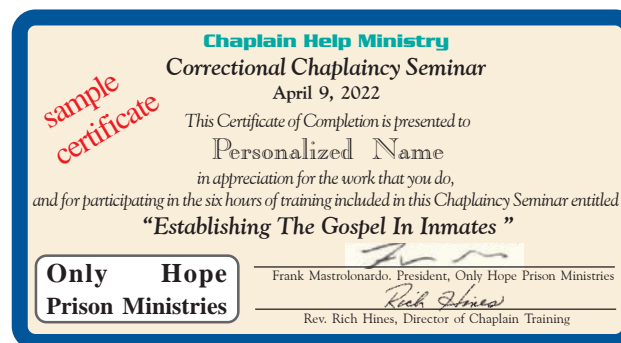 Chaplain Help Ministry
Correctional Chaplaincy Seminar
April 9, 2022
sample
certificate
This Certificate of Completion is presented to
Personalized Name
in appreciation for the work that you do,
and for participating in the six hours of training included in this Chaplaincy Seminar entitled
“Establishing The Gospel In Inmates ”
Only Hope
Prison Ministries
Frank Mastrolonardo. President, Only Hope Prison Ministries
Rich Hines
Rev. Rich Hines, Director of Chaplain Training